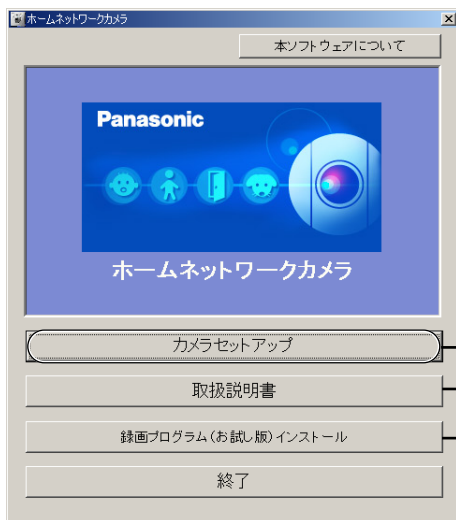 ホームネットワークカメラ
本ソフトウェアについて
Panasonic
ホームネットワークカメラ
カメラセットアップ
取扱説明書
録画プログラム(お試し版)インストール
終了